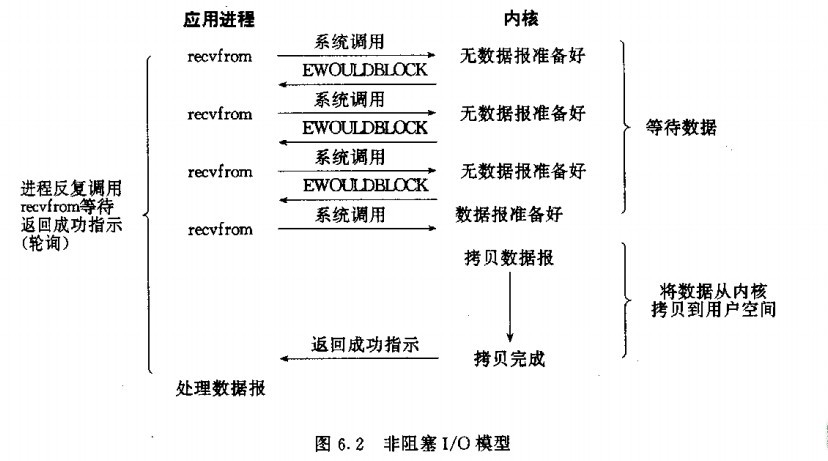 应用进程 内核
系统调用
recvfrom 无数据报准备好
EWOULDBLOCK
系统调用
recvfrom 无数据报准备好
EWOULDBLOCK
等待数据
系统调用
recvfrom 无数据报准备好
EWOULDBLOCK
进程反复调用
recvfrom等待
返回成功指示
(轮询)
系统调用
recvfrom 数据报准备好
拷贝数据报
将数据从内核
拷贝到用户空间
返回成功指示
拷贝完成
处理数据报
图 6.2 非阻塞 I/O 模型